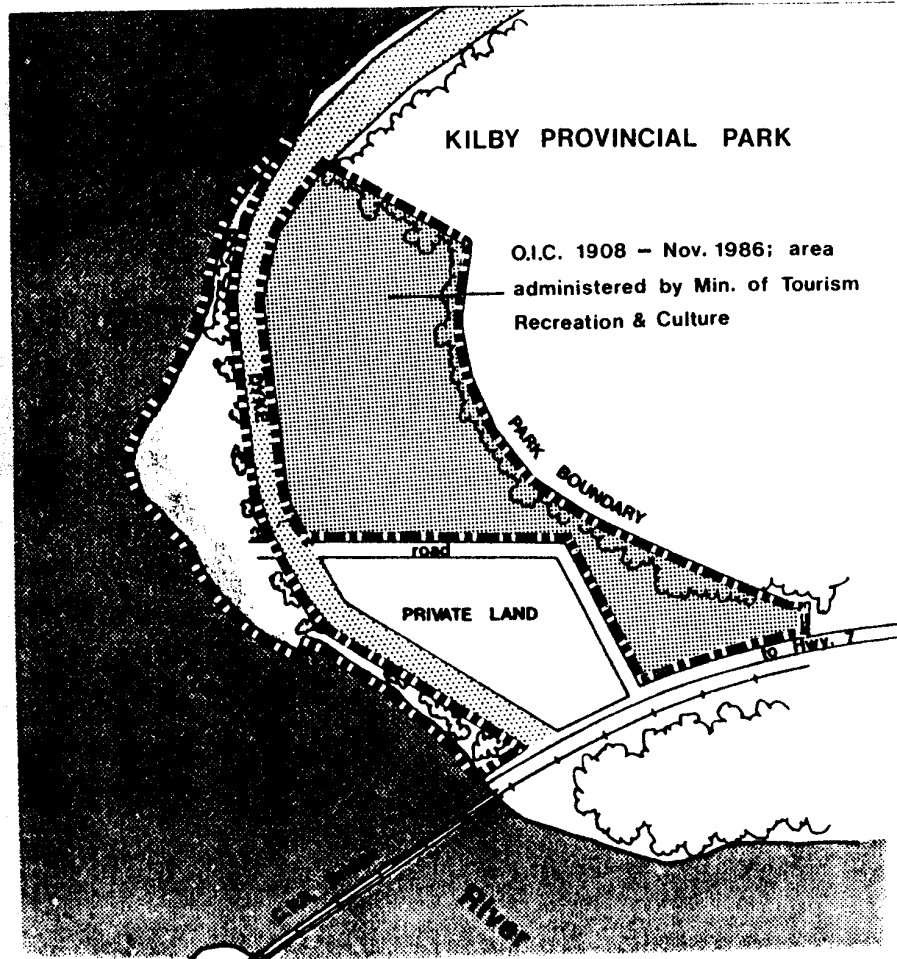 KILBY PROVINCIAL PARK
O.I.C. 1908 – Nov. 1986; area
administered by Min. of Tourism
Recreation & Culture
DYKE
PARK BOUNDARY
road
PRIVATE LAND
to Hwy. 7
River